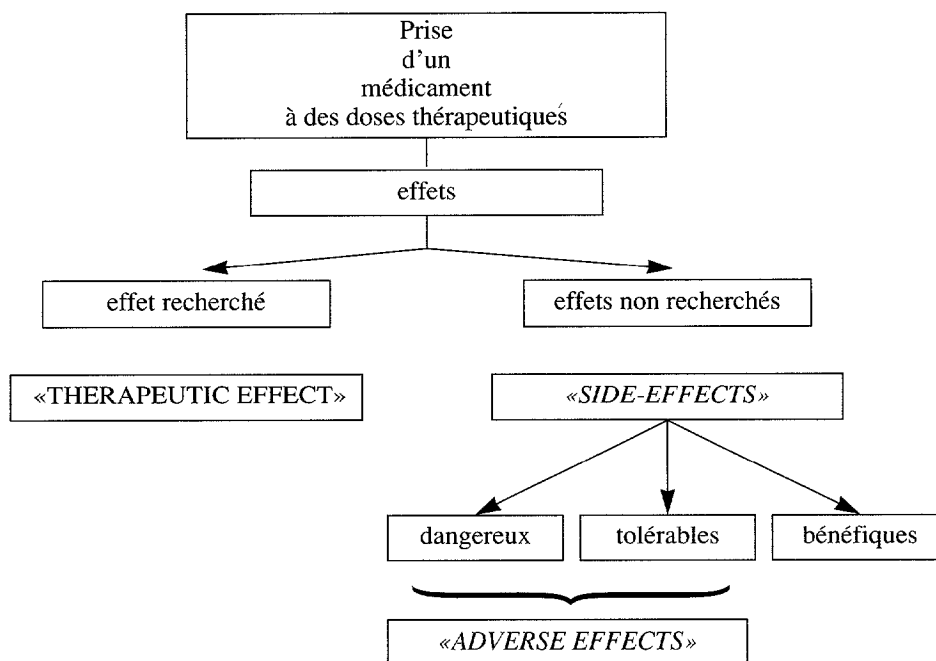 Prise
d'un
médicament
à des doses thérapeutiques
effets
effet recherché
effets non recherchés
«THERAPEUTIC EFFECT»
«SIDE-EFFECTS»
dangereux
tolérables
bénéfiques
«ADVERSE EFFECTS»